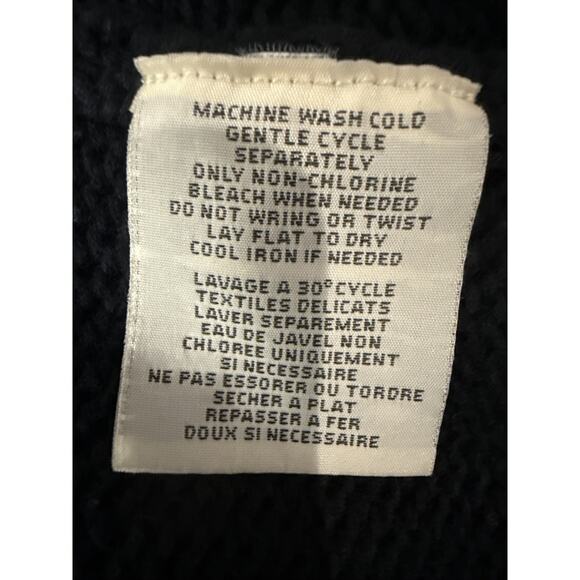 MACHINE WASH COLD
GENTLE CYCLE
SEPARATELY
ONLY NON-CHLORINE
BLEACH WHEN NEEDED
DO NOT WRING OR TWIST
LAY FLAT TO DRY
COOL IRON IF NEEDED
LAVAGE A 30° CYCLE
TEXTILES DELICATS
LAVER SEPAREMENT
EAU DE JAVEL NON
CHLOREE UNIQUEMENT
SI NECESSAIRE
NE PAS ESSORER OU TORDRE
SECHER A PLAT
REPASSER A FER
DOUX SI NECESSAIRE